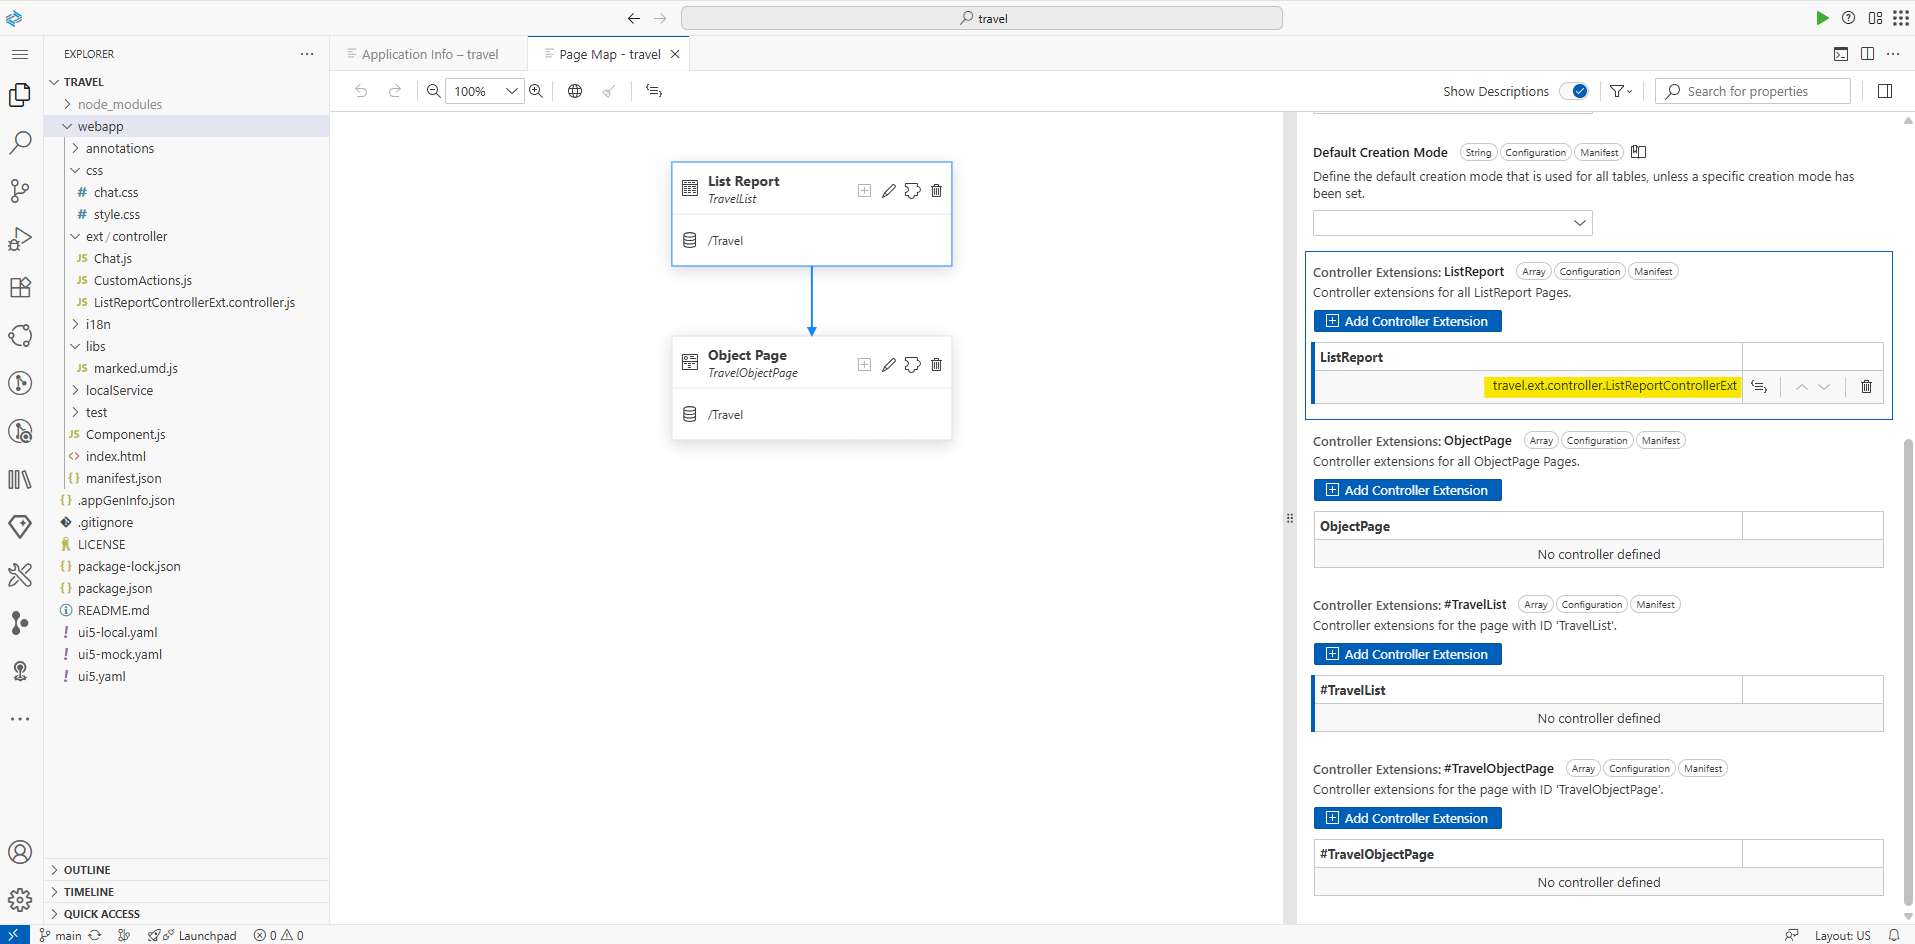 travel
EXPLORER
Application Info – travel
Page Map - travel
TRAVEL
node_modules
webapp
annotations
css
chat.css
style.css
ext / controller
Chat.js
CustomActions.js
ListReportControllerExt.controller.js
i18n
libs
marked.umd.js
localService
test
Component.js
index.html
manifest.json
.appGenInfo.json
.gitignore
LICENSE
package-lock.json
package.json
README.md
ui5-local.yaml
ui5-mock.yaml
ui5.yaml
OUTLINE
TIMELINE
QUICK ACCESS
100%
Show Descriptions
Search for properties
List Report
TravelList
/Travel
Object Page
TravelObjectPage
/Travel
Default Creation Mode String Configuration Manifest
Define the default creation mode that is used for all tables, unless a specific creation mode has
been set.
Controller Extensions: ListReport Array Configuration Manifest
Controller extensions for all ListReport Pages.
Add Controller Extension
ListReport
travel.ext.controller.ListReportControllerExt
Controller Extensions: ObjectPage Array Configuration Manifest
Controller extensions for all ObjectPage Pages.
Add Controller Extension
ObjectPage
No controller defined
Controller Extensions: #TravelList Array Configuration Manifest
Controller extensions for the page with ID 'TravelList'.
Add Controller Extension
#TravelList
No controller defined
Controller Extensions: #TravelObjectPage Array Configuration Manifest
Controller extensions for the page with ID 'TravelObjectPage'.
Add Controller Extension
#TravelObjectPage
No controller defined
main Launchpad 0 0 Layout: US